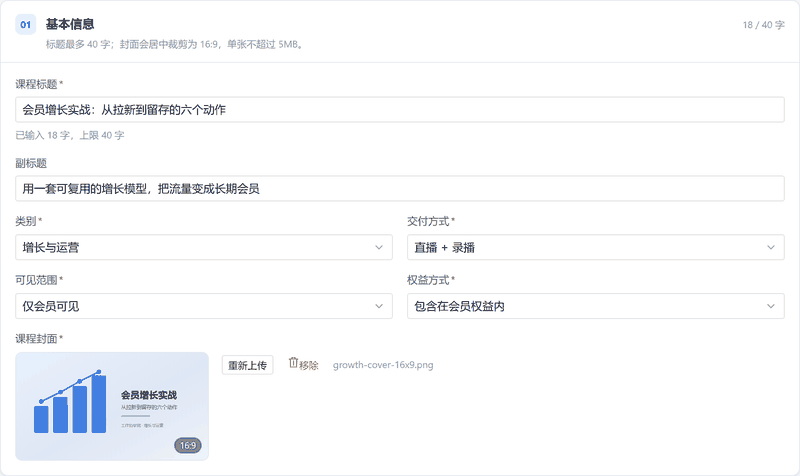 01 基本信息 18 / 40 字
标题最多 40 字；封面会居中裁剪为 16:9，单张不超过 5MB。
课程标题 *
会员增长实战：从拉新到留存的六个动作
已输入 18 字，上限 40 字
副标题
用一套可复用的增长模型，把流量变成长期会员
类别 * 交付方式 *
增长与运营 直播 + 录播
可见范围 * 权益方式 *
仅会员可见 包含在会员权益内
课程封面 *
重新上传 移除 growth-cover-16x9.png
会员增长实战
从拉新到留存的六个动作
16:9